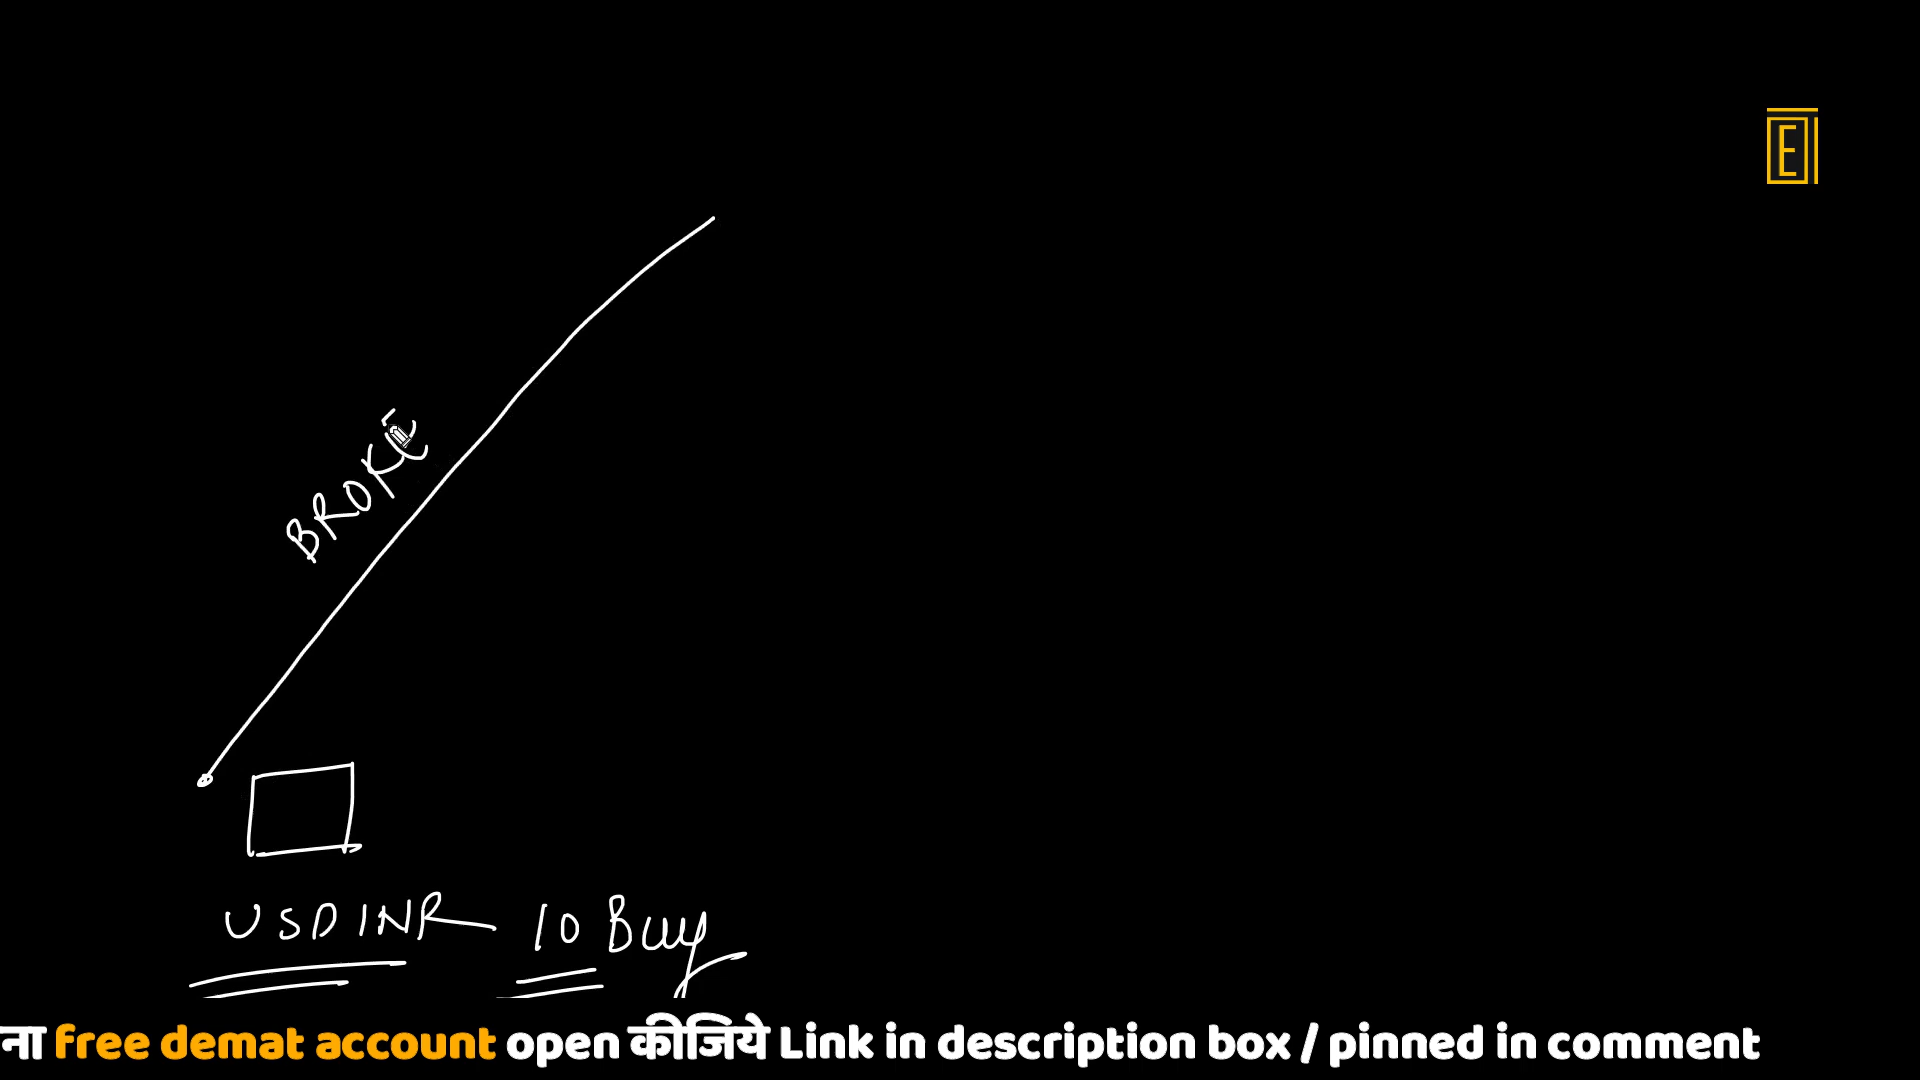 E
BROKE
USDINR 10 Buy
ना free demat account open कीजिये Link in description box / pinned in comment